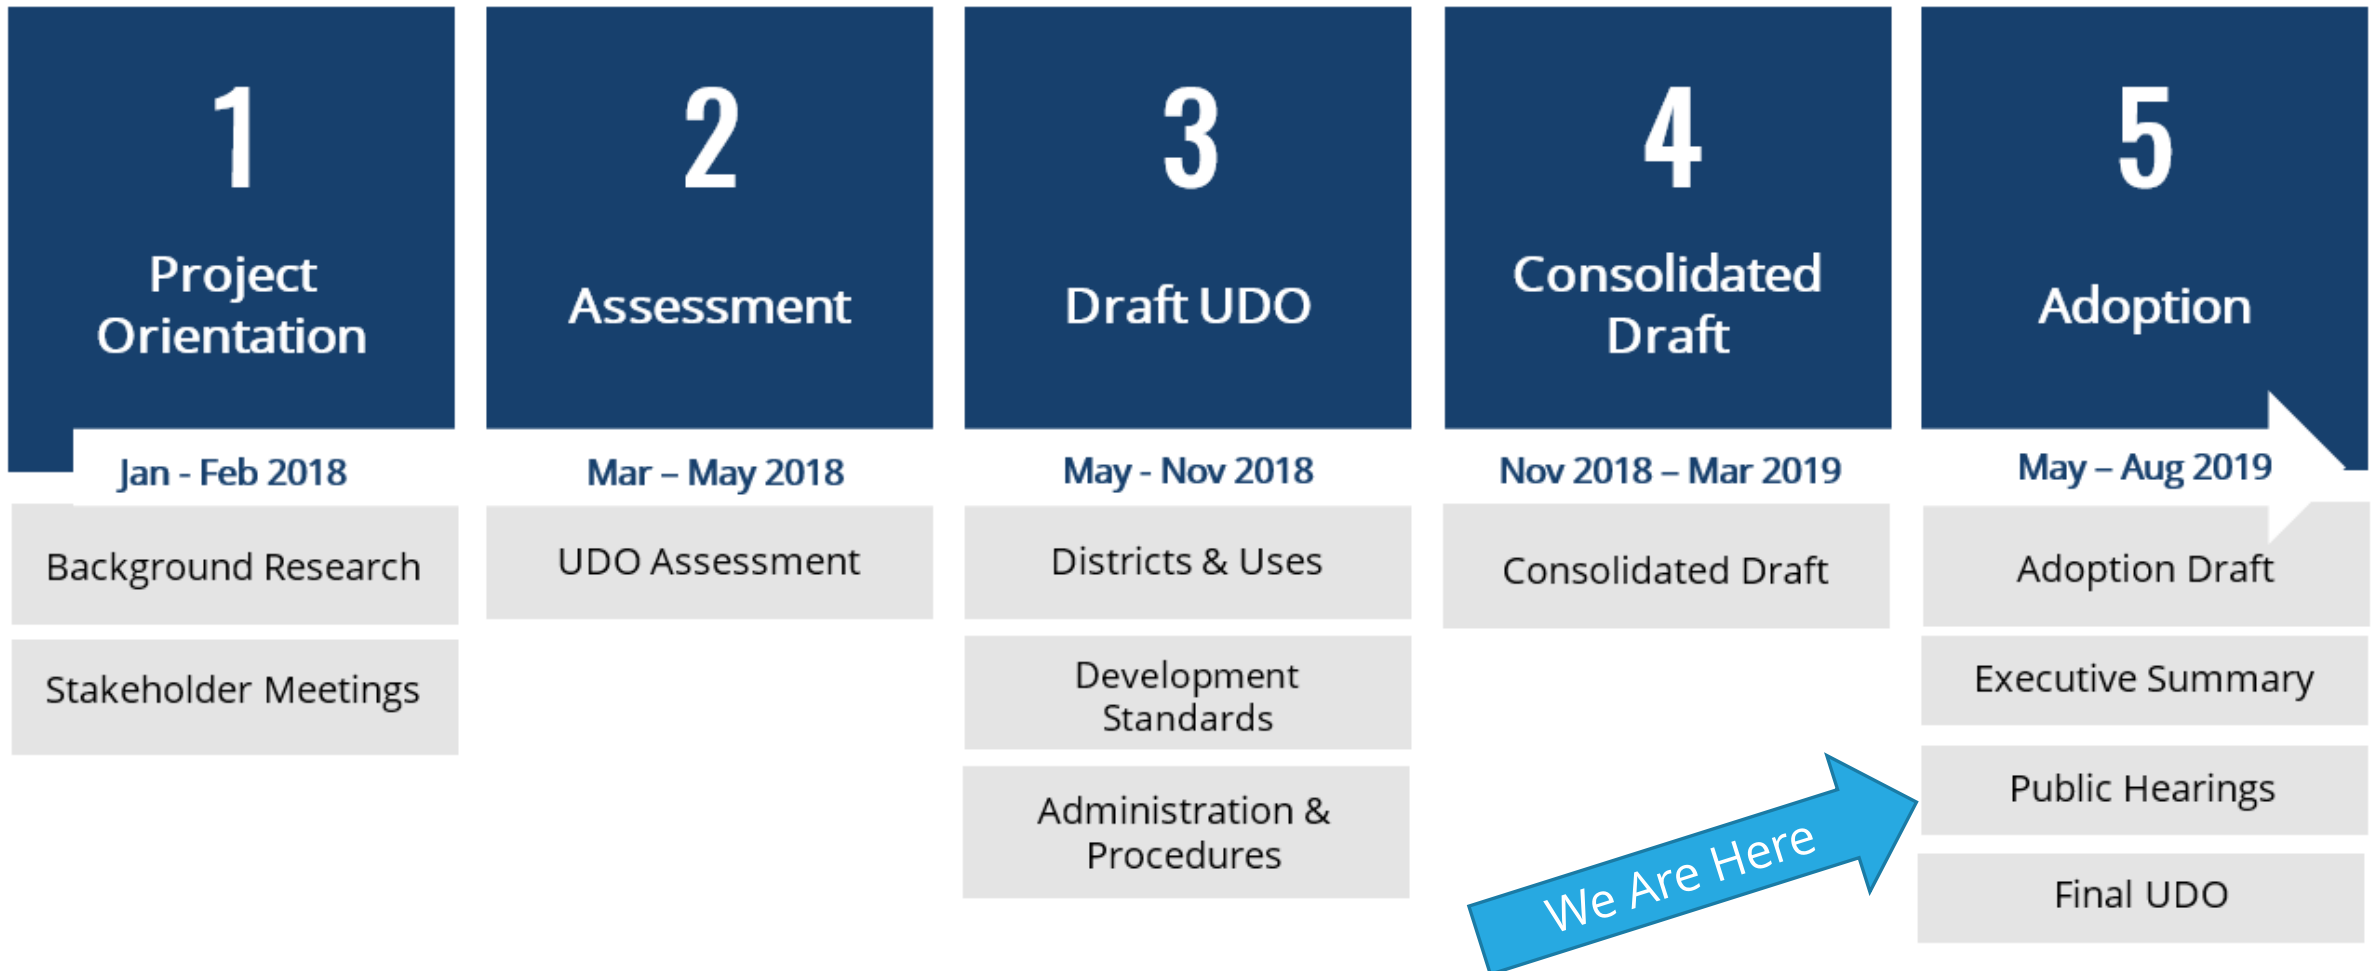 1
Project
Orientation
Jan - Feb 2018
Background Research
Stakeholder Meetings
2
Assessment
Mar – May 2018
UDO Assessment
3
Draft UDO
May - Nov 2018
Districts & Uses
Development
Standards
Administration &
Procedures
4
Consolidated
Draft
Nov 2018 – Mar 2019
Consolidated Draft
5
Adoption
May – Aug 2019
Adoption Draft
Executive Summary
Public Hearings
Final UDO
We Are Here